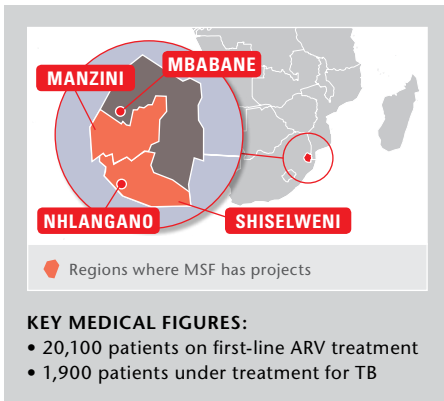 MBABANE
MANZINI
NHLANGANO
SHISELWENI
Regions where MSF has projects
KEY MEDICAL FIGURES:
• 20,100 patients on first-line ARV treatment
• 1,900 patients under treatment for TB